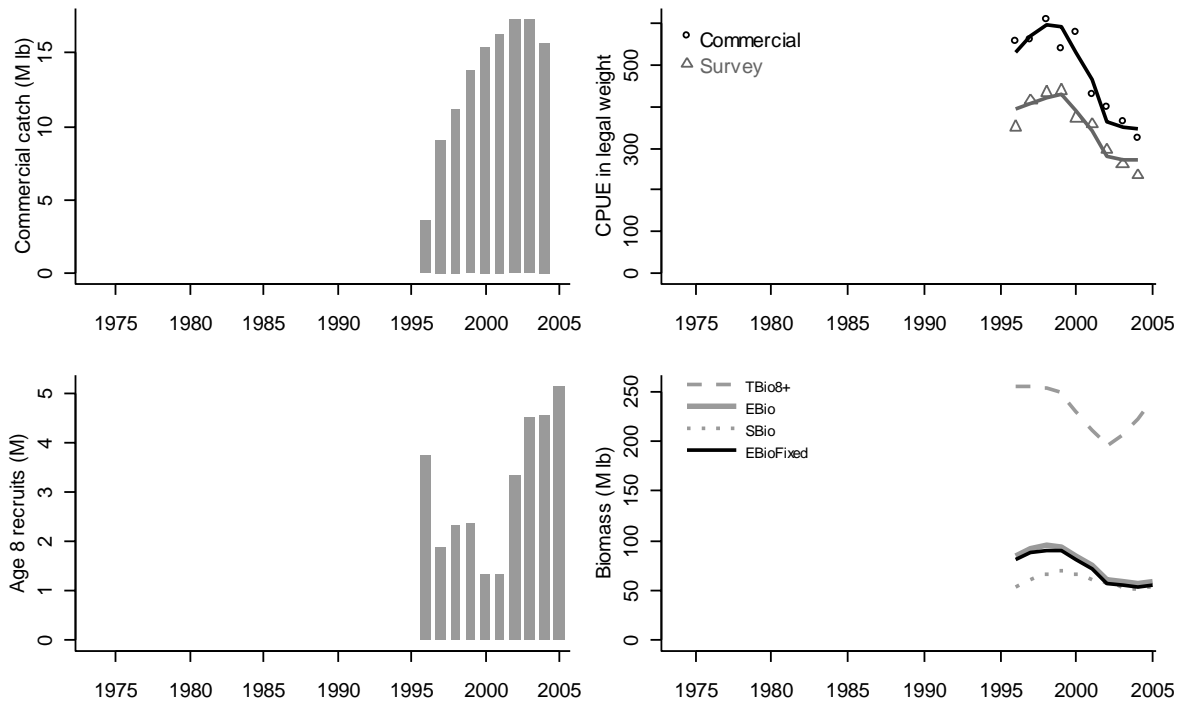 Commercial catch (M lb)
15
10
5
0
1975 1980 1985 1990 1995 2000 2005
CPUE in legal weight
500
300
100
0
Commercial
Survey
1975 1980 1985 1990 1995 2000 2005
Age 8 recruits (M)
5
4
3
2
1
0
1975 1980 1985 1990 1995 2000 2005
Biomass (M lb)
250
200
150
100
50
0
TBio8+
EBio
SBio
EBioFixed
1975 1980 1985 1990 1995 2000 2005